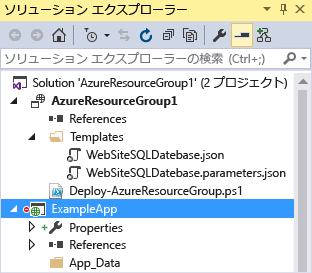 ソリューション エクスプローラー
ソリューション エクスプローラーの検索 (Ctrl+;)
Solution 'AzureResourceGroup1' (2 プロジェクト)
AzureResourceGroup1
References
Templates
WebSiteSQLDatebase.json
WebSiteSQLDatebase.parameters.json
Deploy-AzureResourceGroup.ps1
ExampleApp
Properties
References
App_Data